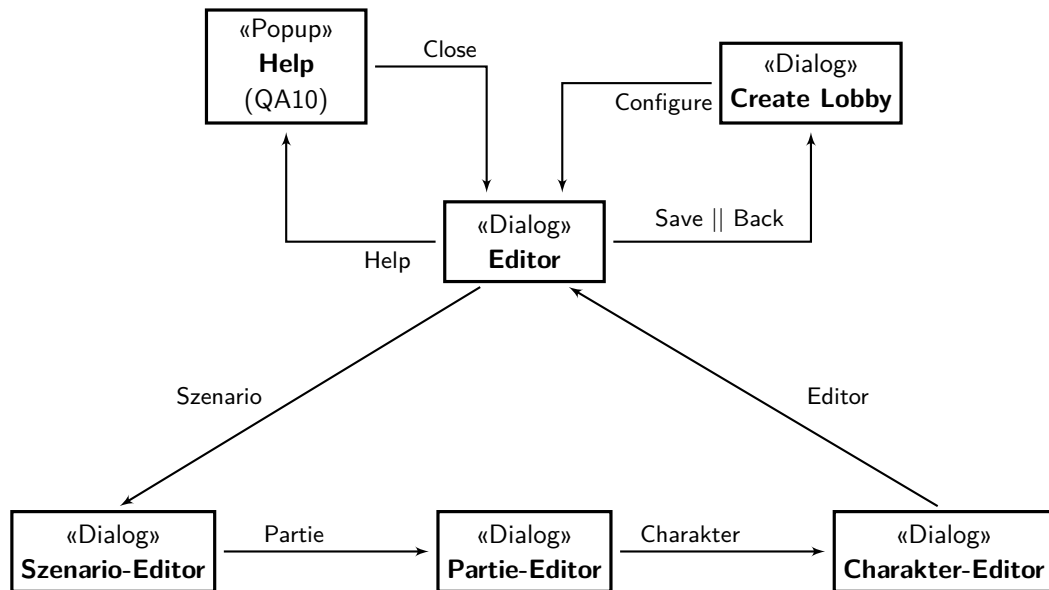 «Popup»
Help
(QA10)
Close
«Dialog»
Create Lobby
Configure
«Dialog»
Editor
Help
Save || Back
Szenario
Editor
«Dialog»
Szenario-Editor
Partie
«Dialog»
Partie-Editor
Charakter
«Dialog»
Charakter-Editor